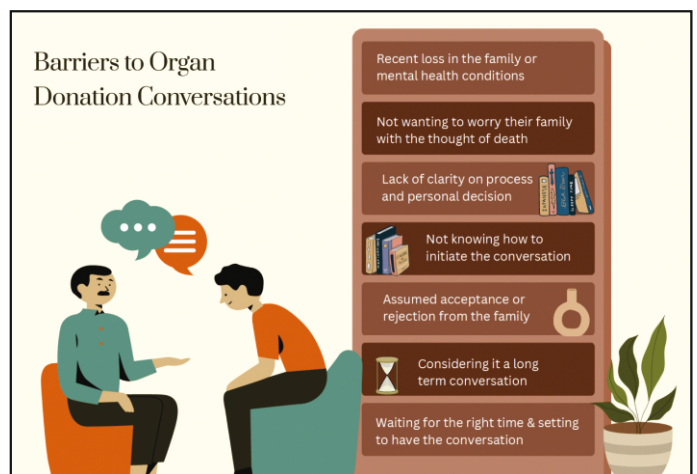 Barriers to Organ
Donation Conversations
Recent loss in the family or
mental health conditions
Not wanting to worry their family
with the thought of death
Lack of clarity on process
and personal decision
Not knowing how to
initiate the conversation
Assumed acceptance or
rejection from the family
Considering it a long
term conversation
Waiting for the right time & setting
to have the conversation